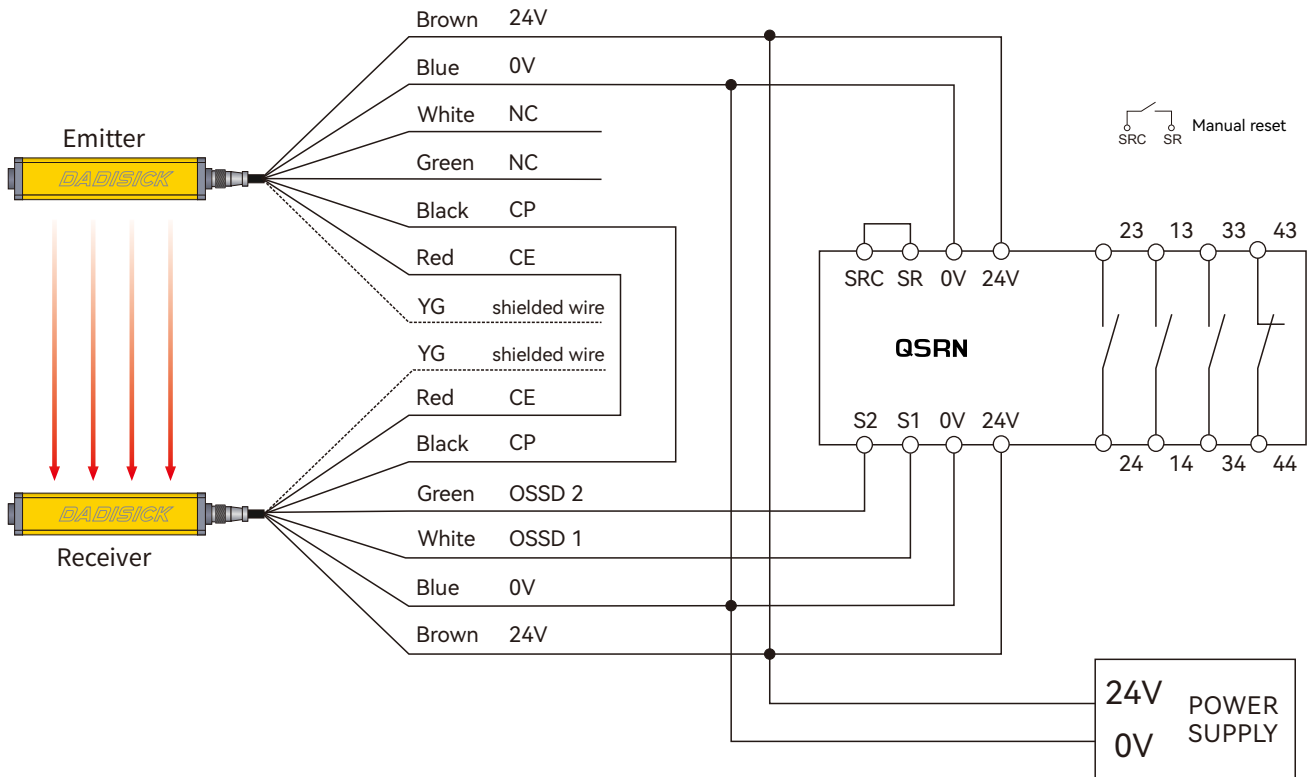 Brown 24V
Blue 0V
White NC
Green NC
Black CP
Red CE
YG shielded wire
YG shielded wire
Red CE
Black CP
Green OSSD 2
White OSSD 1
Blue 0V
Brown 24V
Emitter
DADISICK
DADISICK
Receiver
SRC SR Manual reset
23 13 33 43
SRC SR 0V 24V
QSRN
S2 S1 0V 24V
24 14 34 44
24V
0V
POWER
SUPPLY